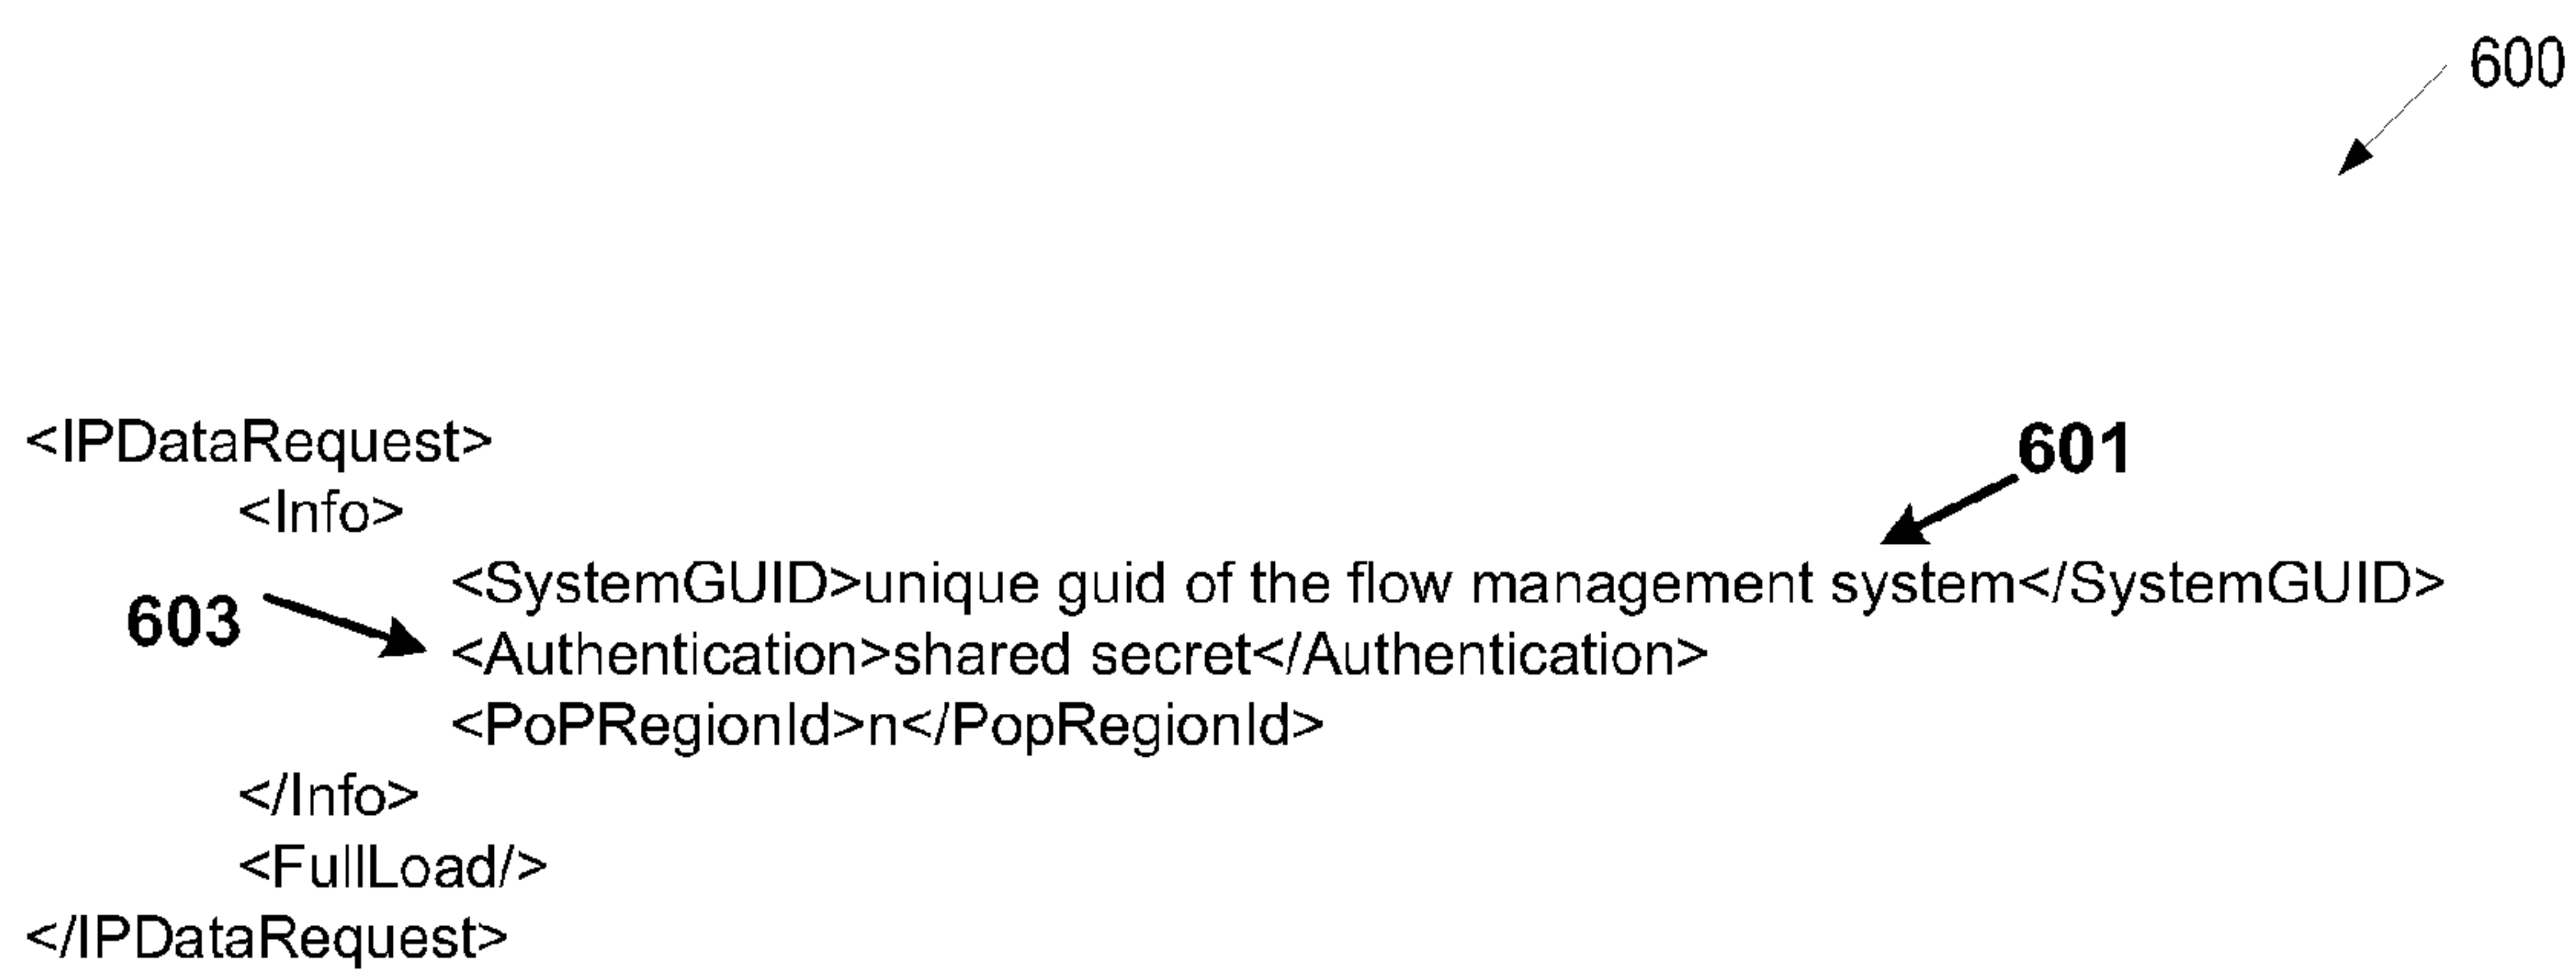 600
<IPDataRequest>
601
<Info>
<SystemGUID>unique guid of the flow management system</SystemGUID>
603
<Authentication>shared secret</Authentication>
<PoPRegionId>n</PopRegionId>
</Info>
<FullLoad/>
</IPDataRequest>